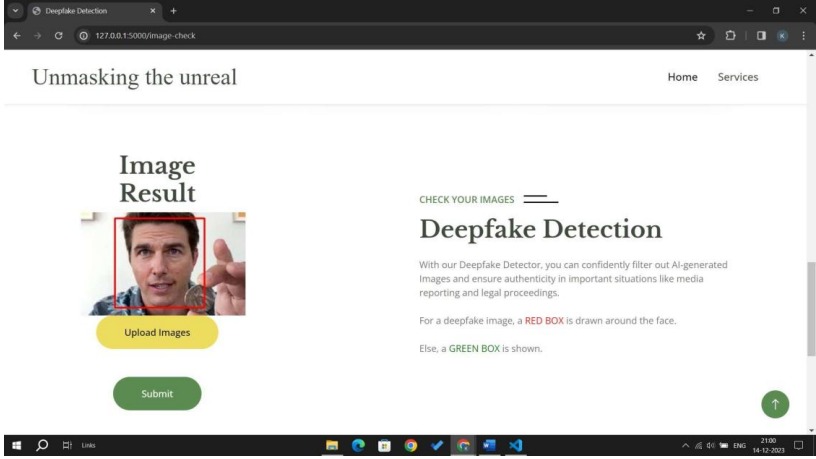 Deepfake Detection
127.0.0.1:5000/image-check
K
Unmasking the unreal
Home
Services
Image
Result
Upload Images
Submit
CHECK YOUR IMAGES
Deepfake Detection
With our Deepfake Detector, you can confidently filter out AI-generated
Images and ensure authenticity in important situations like media
reporting and legal proceedings.
For a deepfake image, a RED BOX is drawn around the face.
Else, a GREEN BOX is shown.
Links
ENG
21:00
14-12-2023